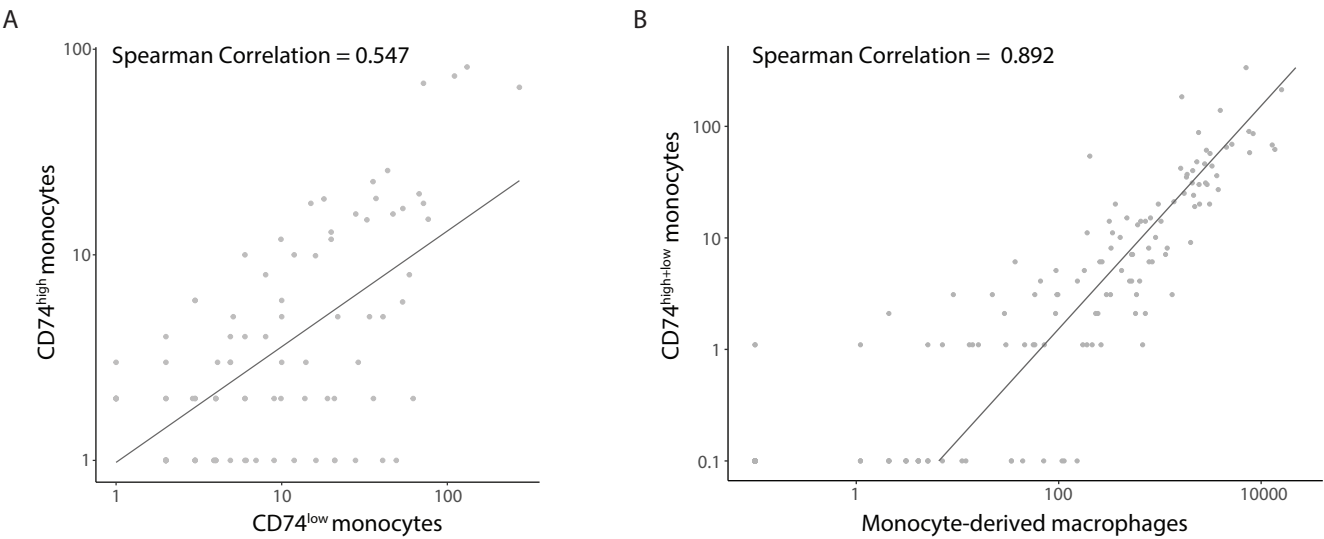 A
Spearman Correlation = 0.547
100
10
1
CD74high monocytes
1
10
100
CD74low monocytes
B
Spearman Correlation = 0.892
100
10
1
0.1
CD74high+low monocytes
1
100
10000
Monocyte-derived macrophages